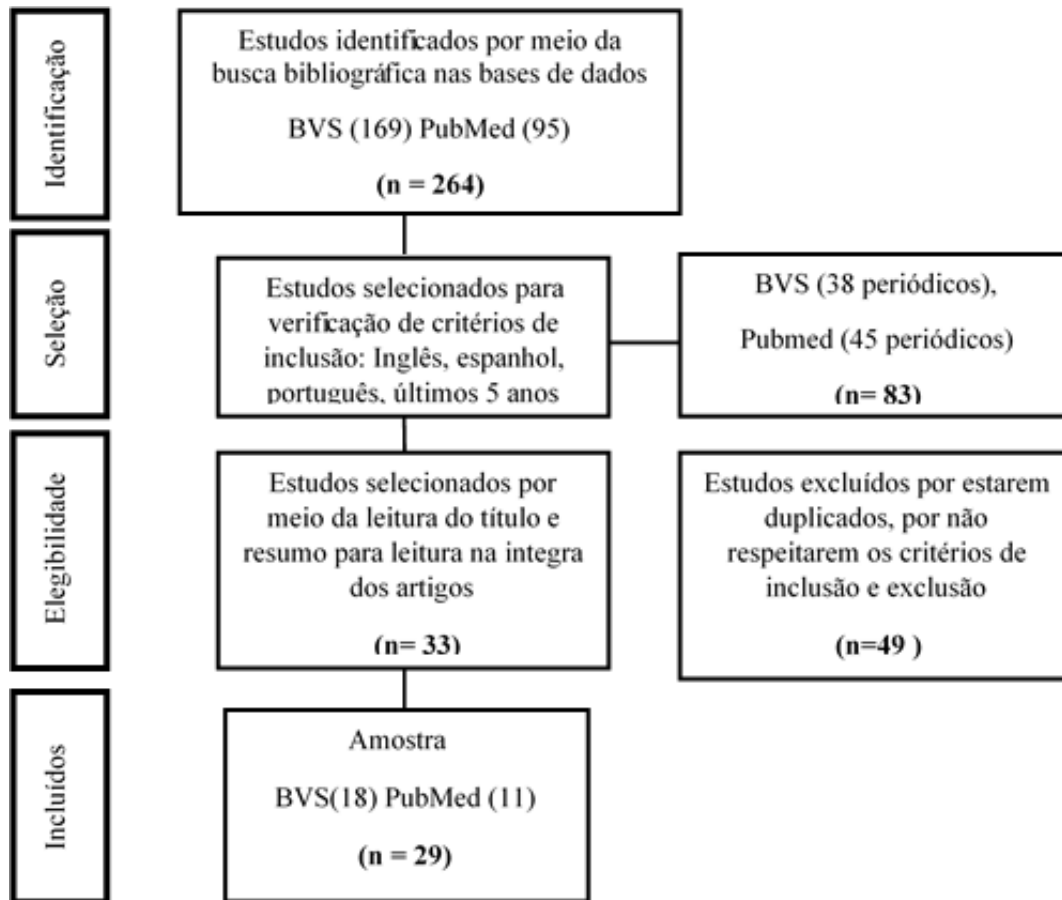 Identificação
Estudos identificados por meio da
busca bibliográfica nas bases de dados
BVS (169) PubMed (95)
(n = 264)
Seleção
Estudos selecionados para
verificação de critérios de
inclusão: Inglês, espanhol,
português, últimos 5 anos
BVS (38 periódicos),
Pubmed (45 periódicos)
(n= 83)
Elegibilidade
Estudos selecionados por
meio da leitura do título e
resumo para leitura na integra
dos artigos
(n= 33)
Estudos excluídos por estarem
duplicados, por não
respeitarem os critérios de
inclusão e exclusão
(n=49 )
Incluídos
Amostra
BVS(18) PubMed (11)
(n = 29)